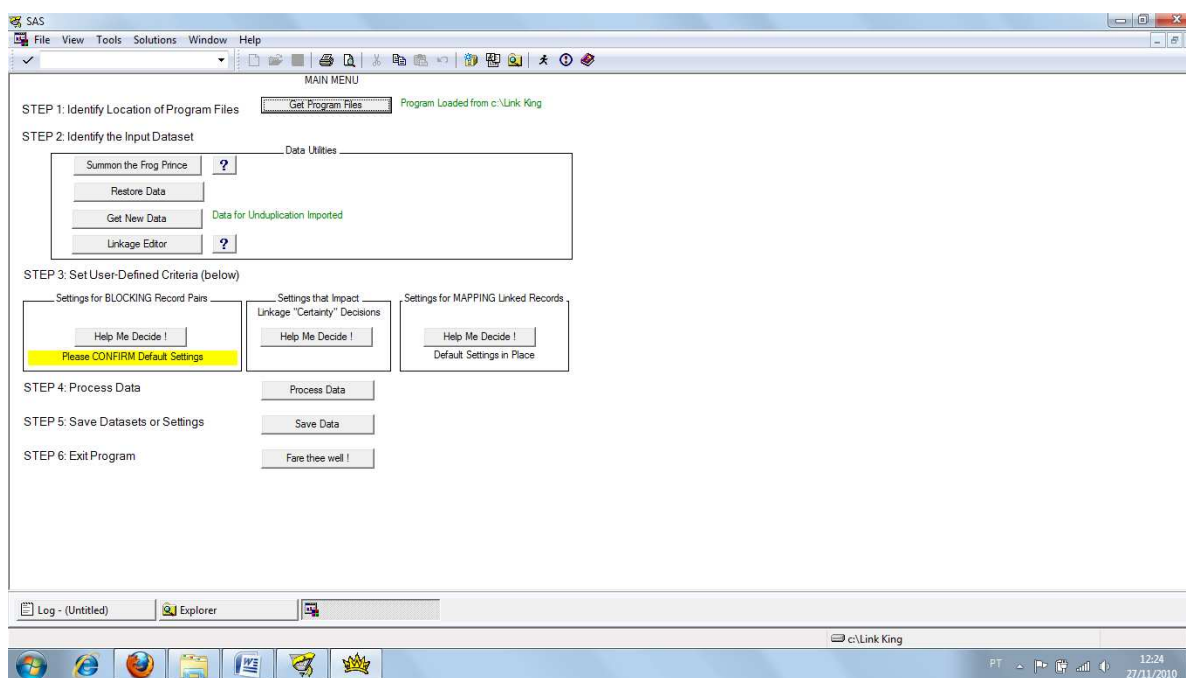 SAS
File View Tools Solutions Window Help
MAIN MENU
STEP 1: Identify Location of Program Files Get Program Files Program Loaded from c:\Link King
STEP 2: Identify the Input Dataset
Data Utilities
Summon the Frog Prince ?
Restore Data
Get New Data Data for Unduplication Imported
Linkage Editor ?
STEP 3: Set User-Defined Criteria (below)
Settings for BLOCKING Record Pairs Settings that Impact Settings for MAPPING Linked Records
Linkage "Certainty" Decisions
Help Me Decide ! Help Me Decide ! Help Me Decide !
Please CONFIRM Default Settings Default Settings in Place
STEP 4: Process Data Process Data
STEP 5: Save Datasets or Settings Save Data
STEP 6: Exit Program Fare thee well !
Log - (Untitled) Explorer
c:\Link King
PT 12:24
27/11/2010